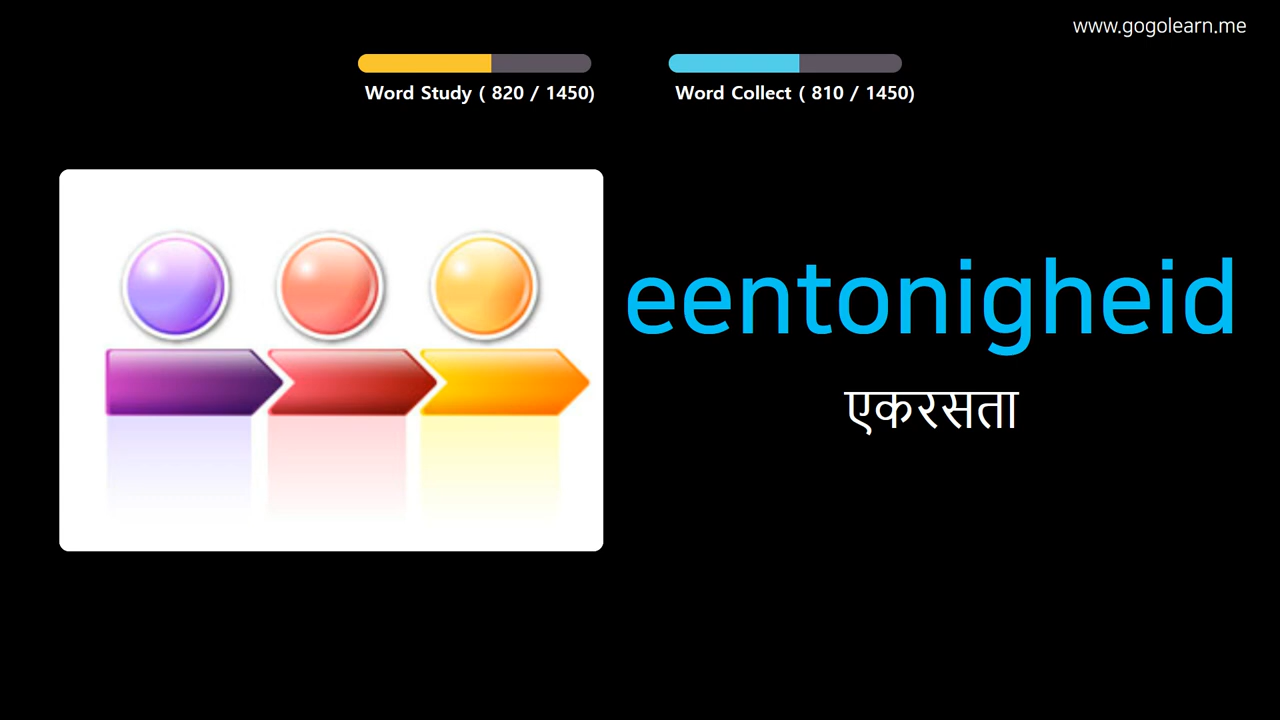 www.gogolearn.me
Word Study ( 820 / 1450)
Word Collect ( 810 / 1450)
eentonigheid
एकरसता